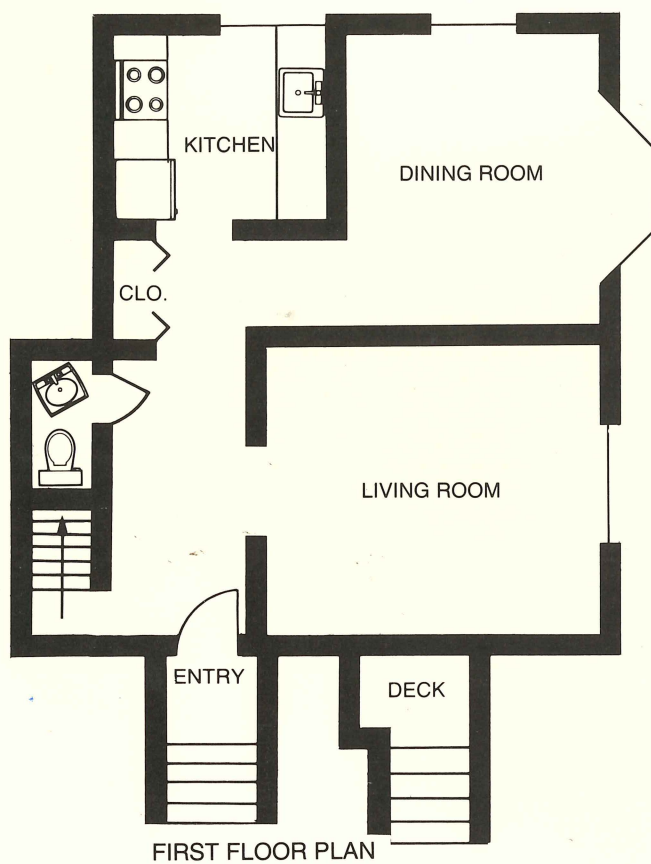 KITCHEN
DINING ROOM
CLO.
LIVING ROOM
ENTRY
DECK
FIRST FLOOR PLAN